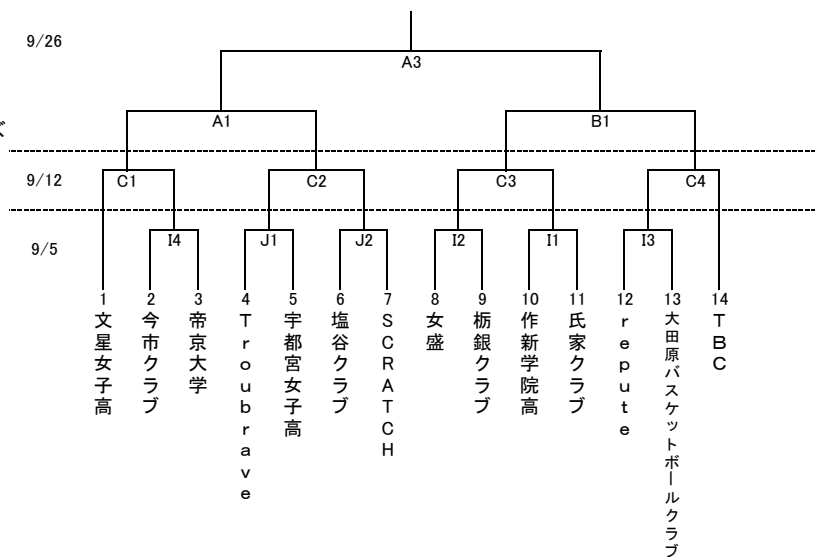 9/26
A3
A1
B1
ズ
9/12
C1
C2
C3
C4
9/5
I4
J1
J2
I2
I1
I3
1
2
3
4
5
6
7
8
9
10
11
12
13
14
文星女子高
今市クラブ
帝京大学
Troubrave
宇都宮女子高
塩谷クラブ
SCRATCH
女盛
栃銀クラブ
作新学院高
氏家クラブ
repute
大田原バスケットボールクラブ
TBC